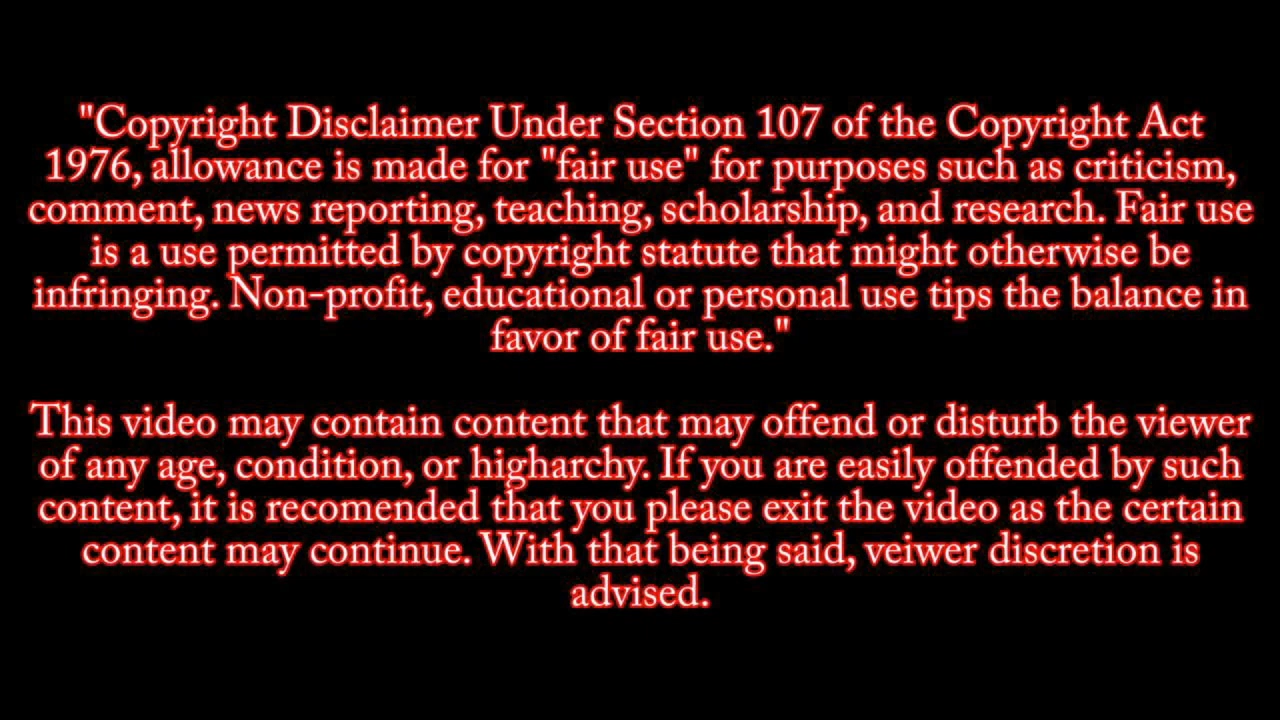 "Copyright Disclaimer Under Section 107 of the Copyright Act
1976, allowance is made for "fair use" for purposes such as criticism,
comment, news reporting, teaching, scholarship, and research. Fair use
is a use permitted by copyright statute that might otherwise be
infringing. Non-profit, educational or personal use tips the balance in
favor of fair use."
This video may contain content that may offend or disturb the viewer
of any age, condition, or higharchy. If you are easily offended by such
content, it is recomended that you please exit the video as the certain
content may continue. With that being said, veiwer discretion is
advised.